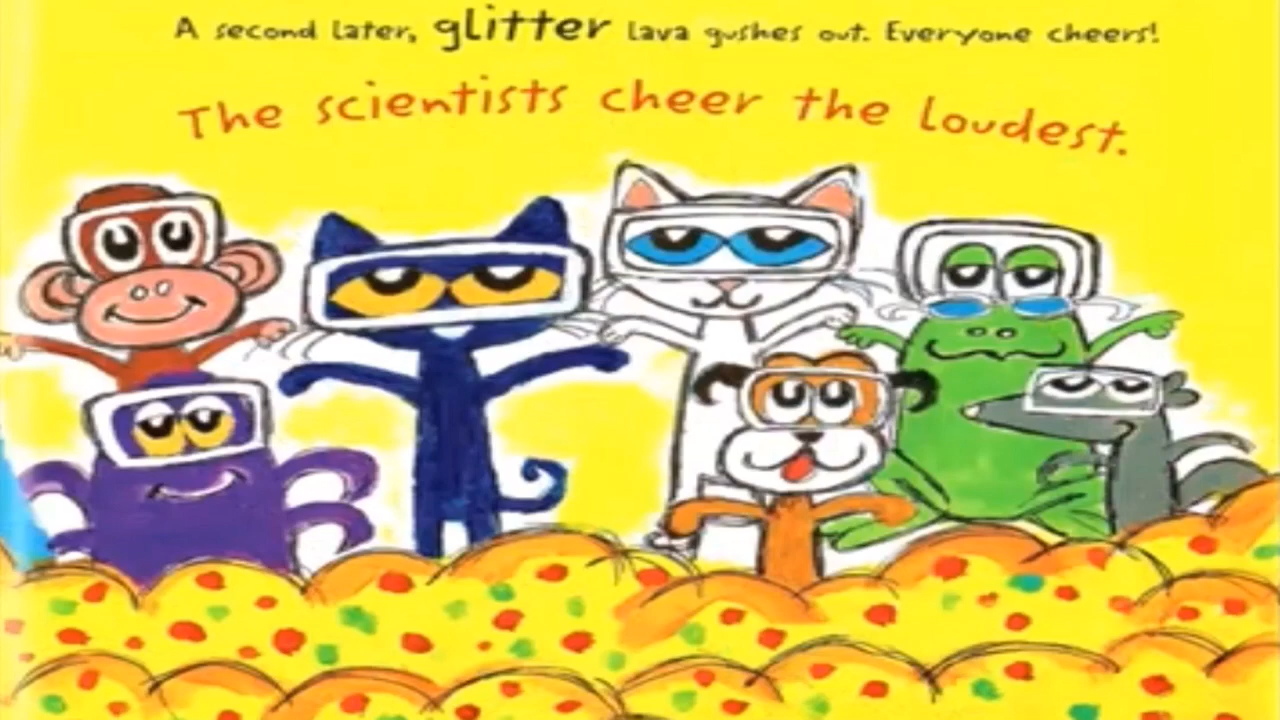 A second later, glitter lava gushes out. Everyone cheers!
The scientists cheer the loudest.